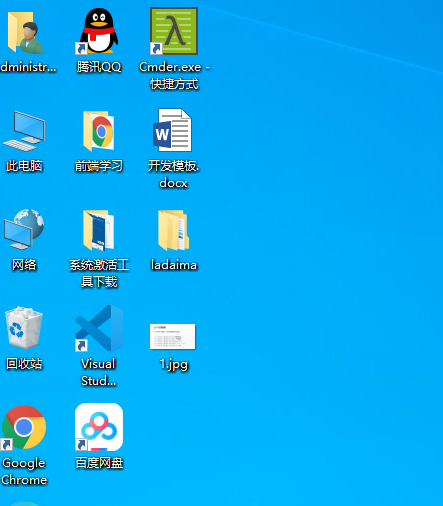 dministr...
腾讯QQ
Cmder.exe -
快捷方式
此电脑
前端学习
开发模板.
docx
网络
系统激活工
具下载
ladaima
回收站
Visual
Stud...
1.jpg
Google
Chrome
百度网盘